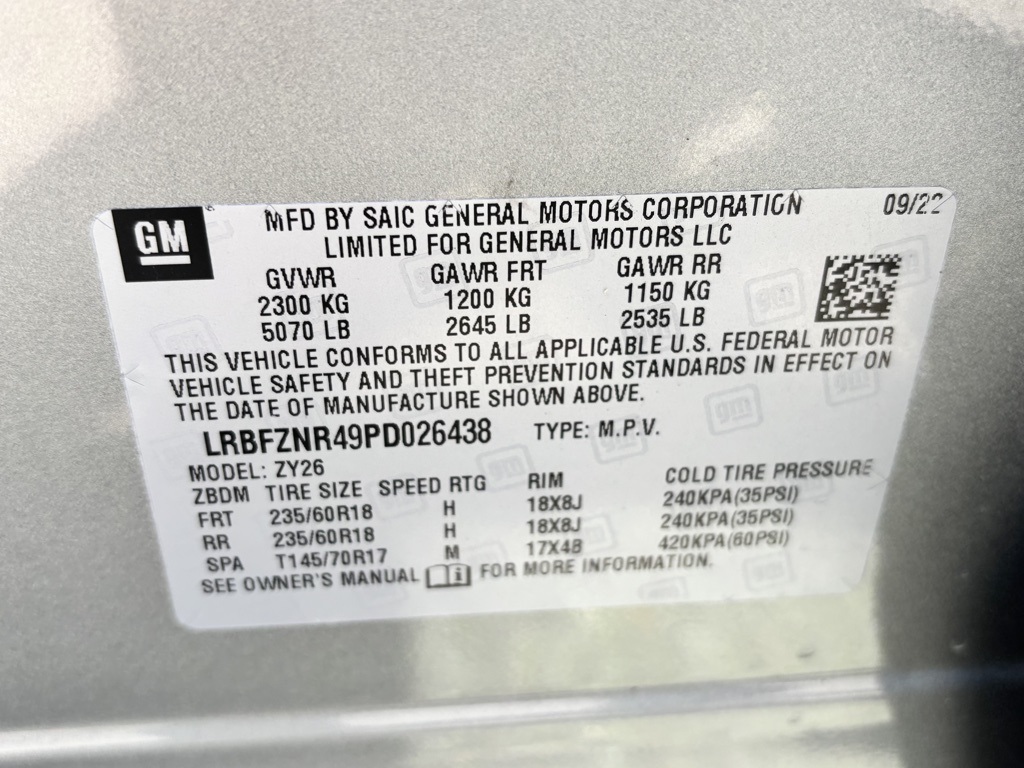 GM
MFD BY SAIC GENERAL MOTORS CORPORATION 09/22
LIMITED FOR GENERAL MOTORS LLC
GVWR GAWR FRT GAWR RR
2300 KG 1200 KG 1150 KG
5070 LB 2645 LB 2535 LB
THIS VEHICLE CONFORMS TO ALL APPLICABLE U.S. FEDERAL MOTOR
VEHICLE SAFETY AND THEFT PREVENTION STANDARDS IN EFFECT ON
THE DATE OF MANUFACTURE SHOWN ABOVE.
LRBFZNR49PD026438 TYPE: M.P.V.
MODEL: ZY26
ZBDM TIRE SIZE SPEED RTG RIM COLD TIRE PRESSURE
FRT 235/60R18 H 18X8J 240KPA(35PSI)
RR 235/60R18 H 18X8J 240KPA(35PSI)
SPA T145/70R17 M 17X4B 420KPA(60PSI)
SEE OWNER'S MANUAL i FOR MORE INFORMATION.